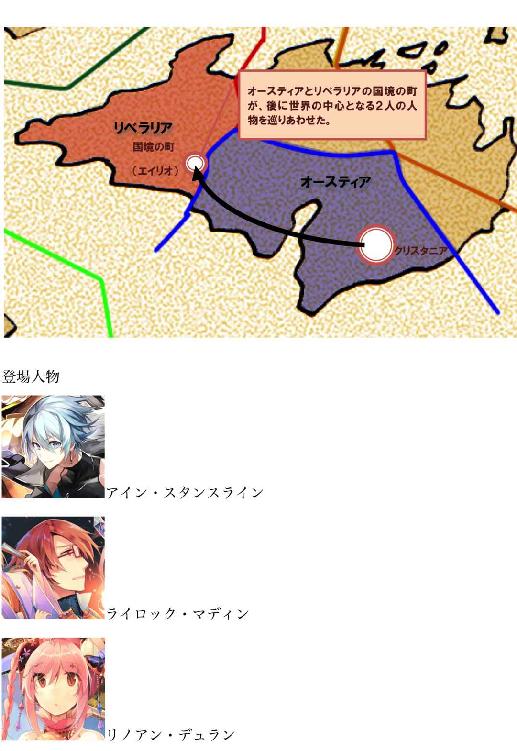 オースティアとリベラリアの国境の町
が、後に世界の中心となる2人の人
物を巡りあわせた。
リベラリア
国境の町
（エイリオ）
オースティア
クリスタニア
登場人物
アイン・スタンスライン
ライロック・マディン
リノアン・デュラン